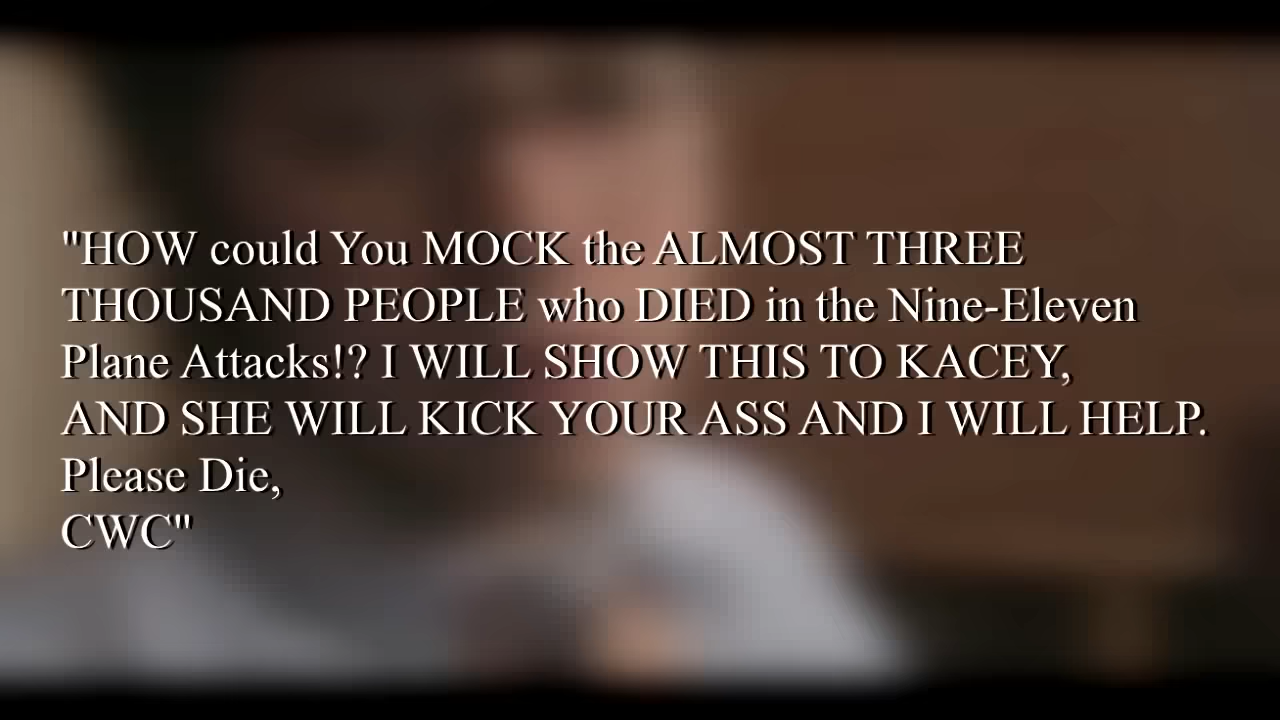 "HOW could You MOCK the ALMOST THREE
THOUSAND PEOPLE who DIED in the Nine-Eleven
Plane Attacks!? I WILL SHOW THIS TO KACEY,
AND SHE WILL KICK YOUR ASS AND I WILL HELP.
Please Die,
CWC"